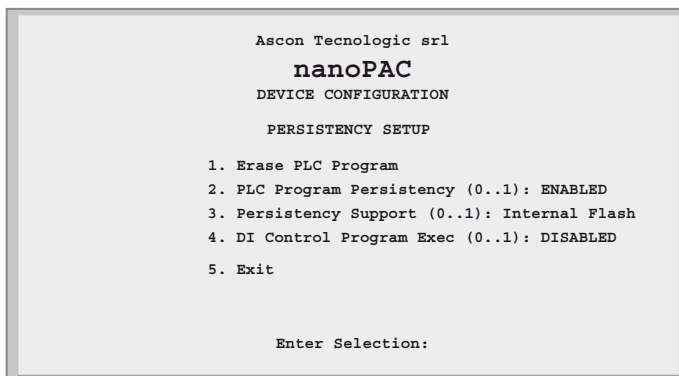 Ascon Tecnologic srl
nanoPAC
DEVICE CONFIGURATION
PERSISTENCY SETUP
1. Erase PLC Program
2. PLC Program Persistency (0..1): ENABLED
3. Persistency Support (0..1): Internal Flash
4. DI Control Program Exec (0..1): DISABLED
5. Exit
Enter Selection: